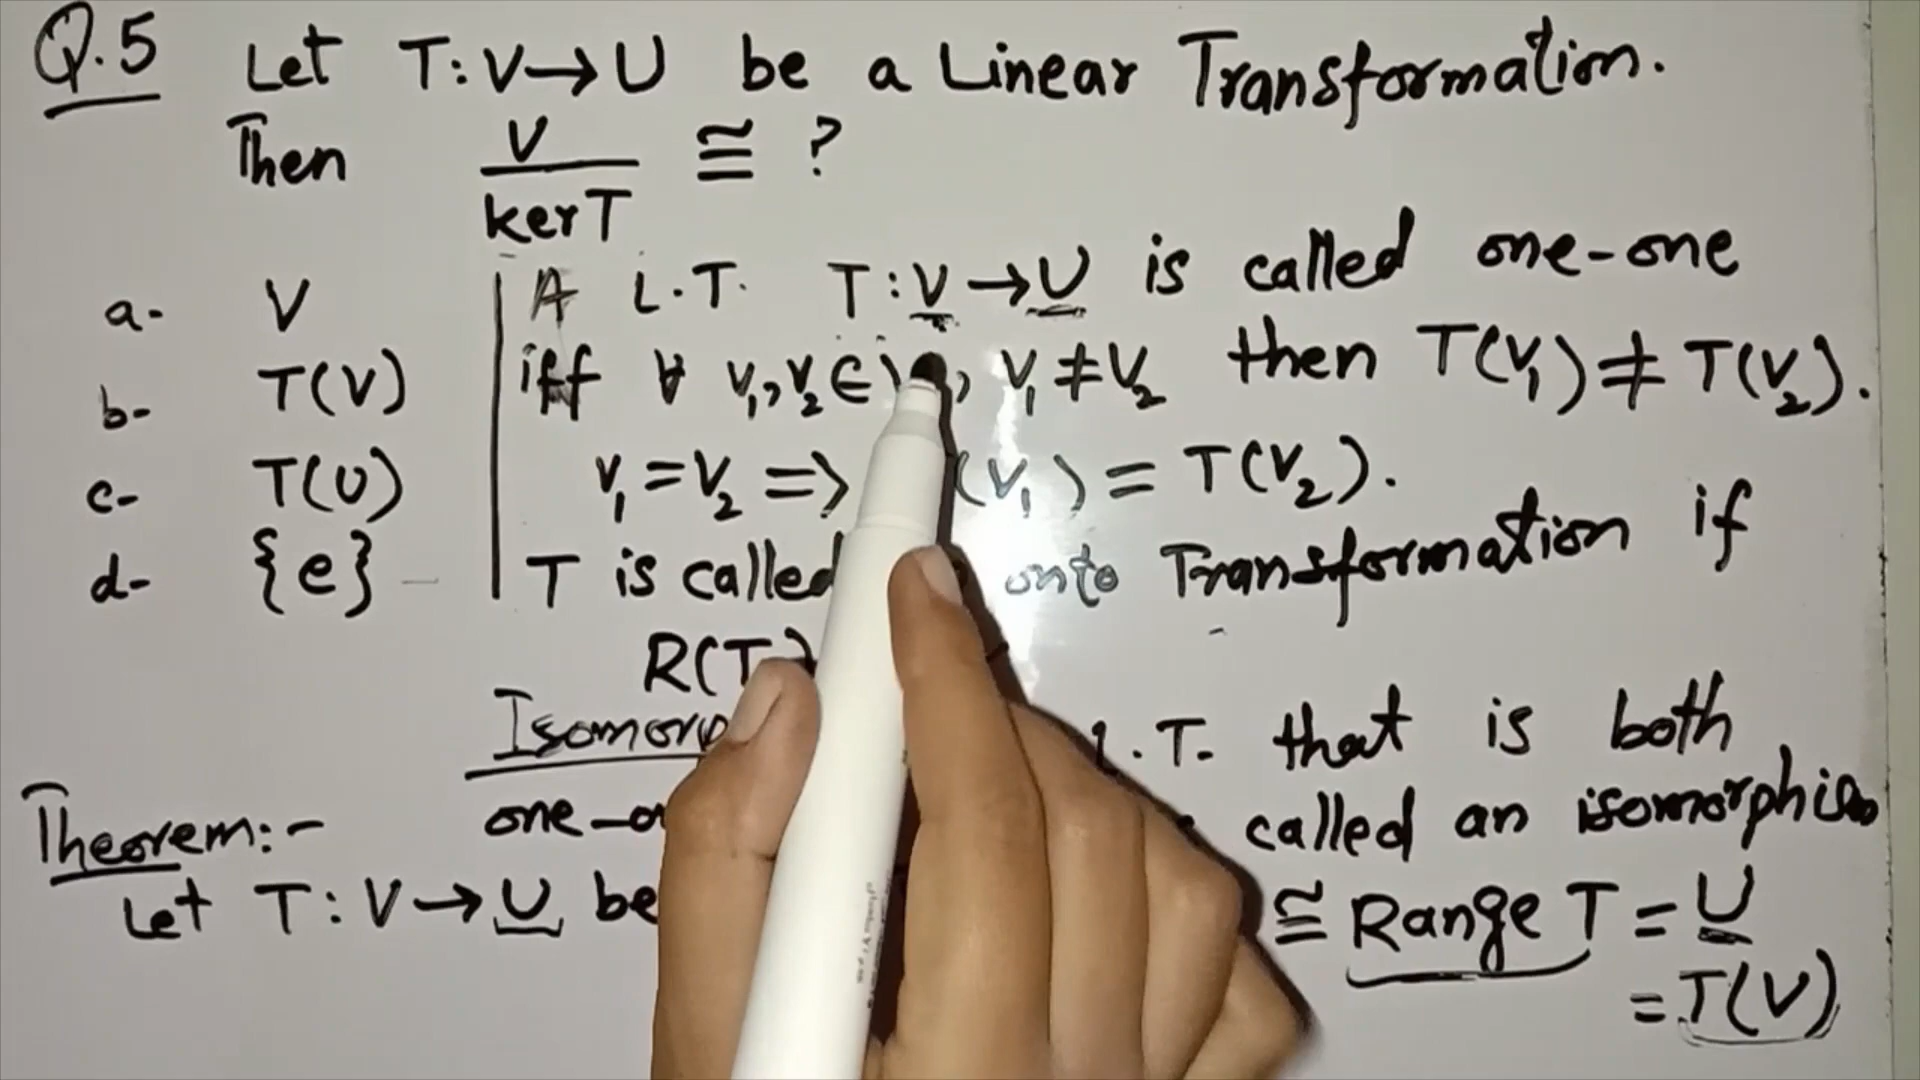 Q.5 Let T:V→U be a Linear Transformation.
Then V/kerT ≅ ?
a- V
b- T(V)
c- T(U)
d- {e}
A L.T. T:V→U is called one-one
iff ∀ v₁,v₂∈ , v₁≠v₂ then T(v₁)≠T(v₂).
v₁=v₂ => (v₁)=T(v₂).
T is called onto Transformation if
R(T)
L.T. that is both
called an isomorphism
Theorem:-
Let T:V→U be ≅ Range T = U
= T(V)